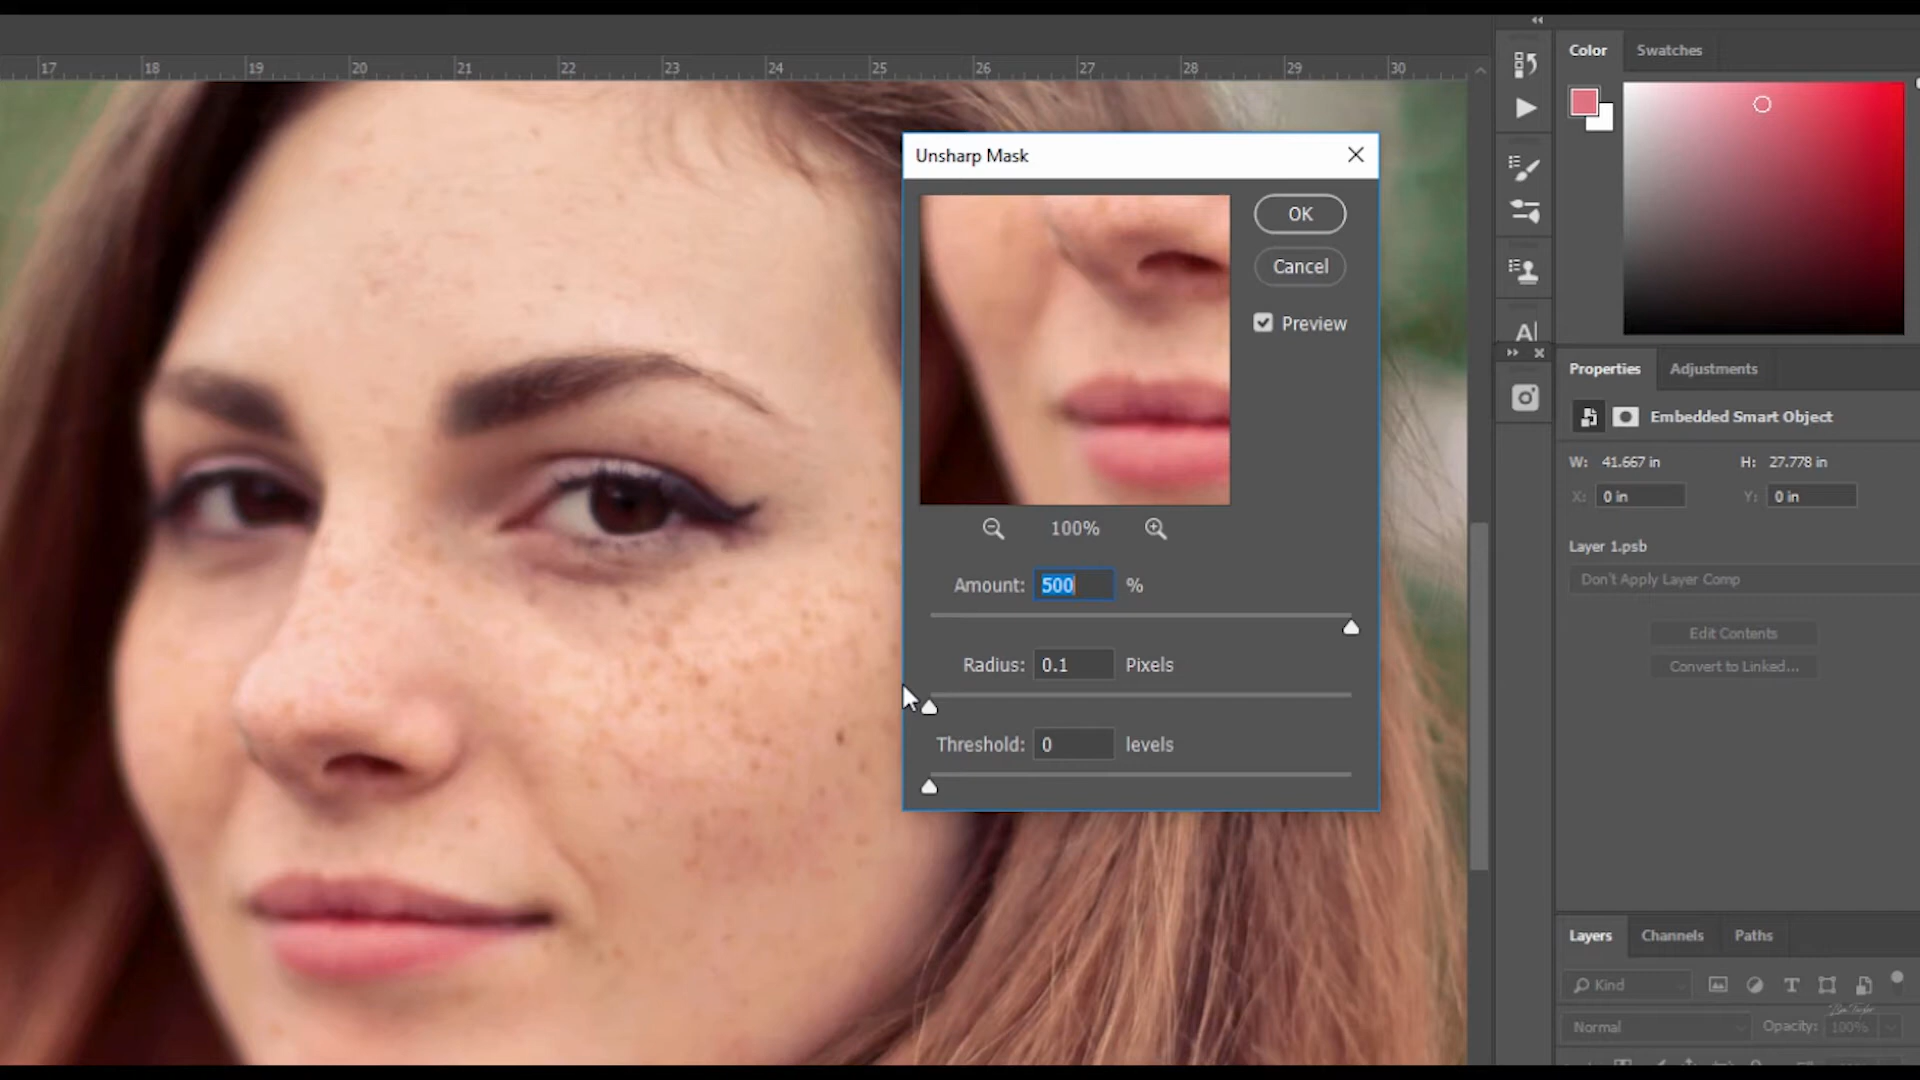 17 18 19 20 21 22 23 24 25 26 27 28 29 30
Color Swatches
Unsharp Mask
OK
Cancel
Preview
100%
Amount: 500 %
Radius: 0.1 Pixels
Threshold: 0 levels
Properties Adjustments
Embedded Smart Object
W: 41.667 in H: 27.778 in
X: 0 in Y: 0 in
Layer 1.psb
Don't Apply Layer Comp
Edit Contents
Convert to Linked...
Layers Channels Paths
Kind
Normal Opacity: 100%